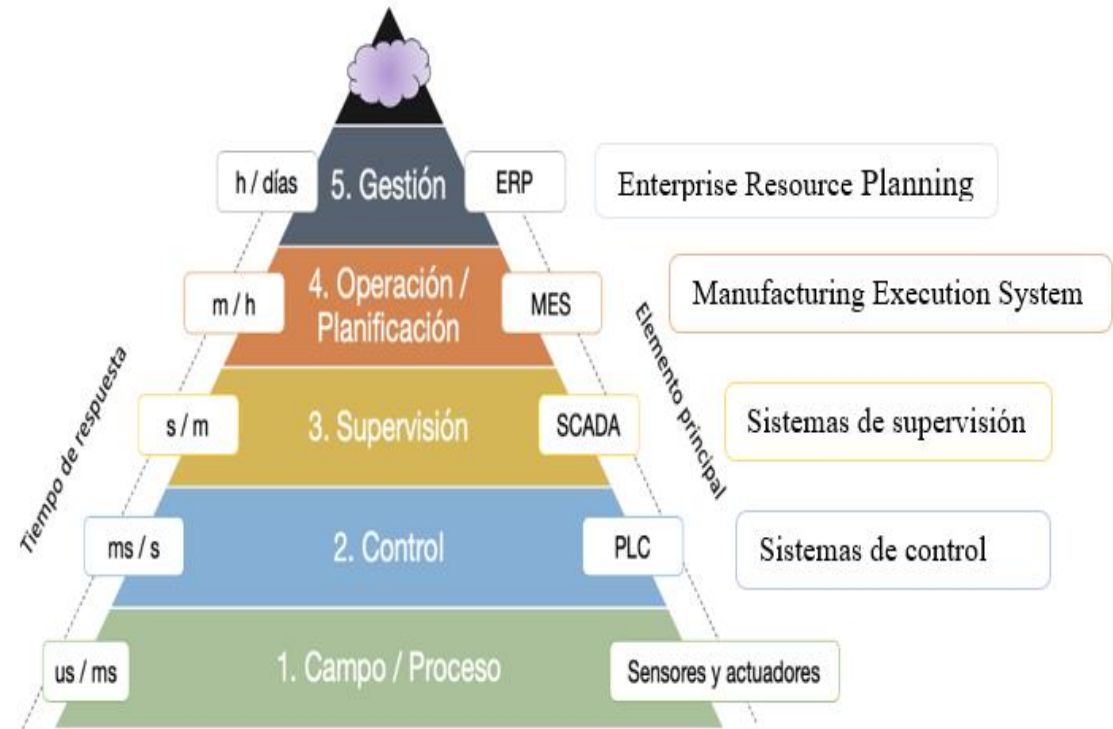 h / días
5. Gestión
ERP
Enterprise Resource Planning
m / h
4. Operación /
Planificación
MES
Manufacturing Execution System
Tiempo de respuesta
Elemento principal
s / m
3. Supervisión
SCADA
Sistemas de supervisión
ms / s
2. Control
PLC
Sistemas de control
us / ms
1. Campo / Proceso
Sensores y actuadores